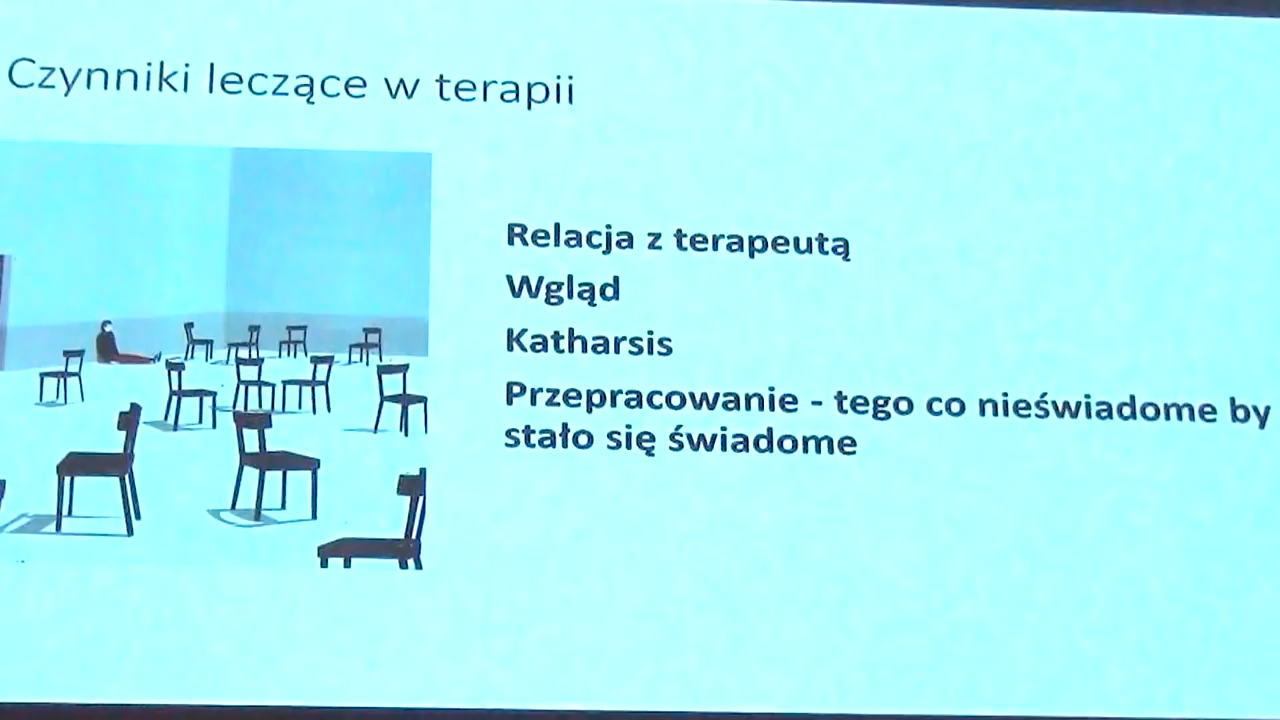 Czynniki leczące w terapii
Relacja z terapeutą
Wgląd
Katharsis
Przepracowanie - tego co nieświadome by
stało się świadome